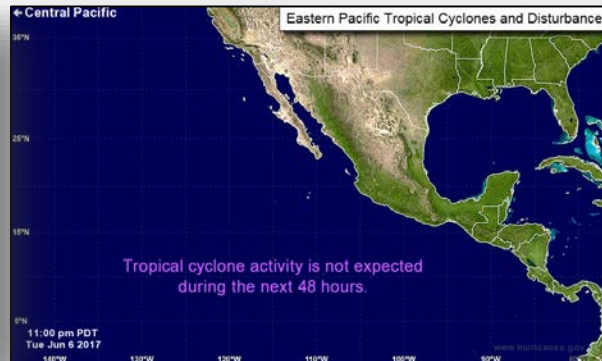 ←Central Pacific
Eastern Pacific Tropical Cyclones and Disturbance
35°N
25°N
15°N
5°N
Tropical cyclone activity is not expected
during the next 48 hours.
11:00 pm PDT
Tue Jun 6 2017
www.hurricanes.gov
140°W
130°W
120°W
110°W
100°W
90°W
80°W